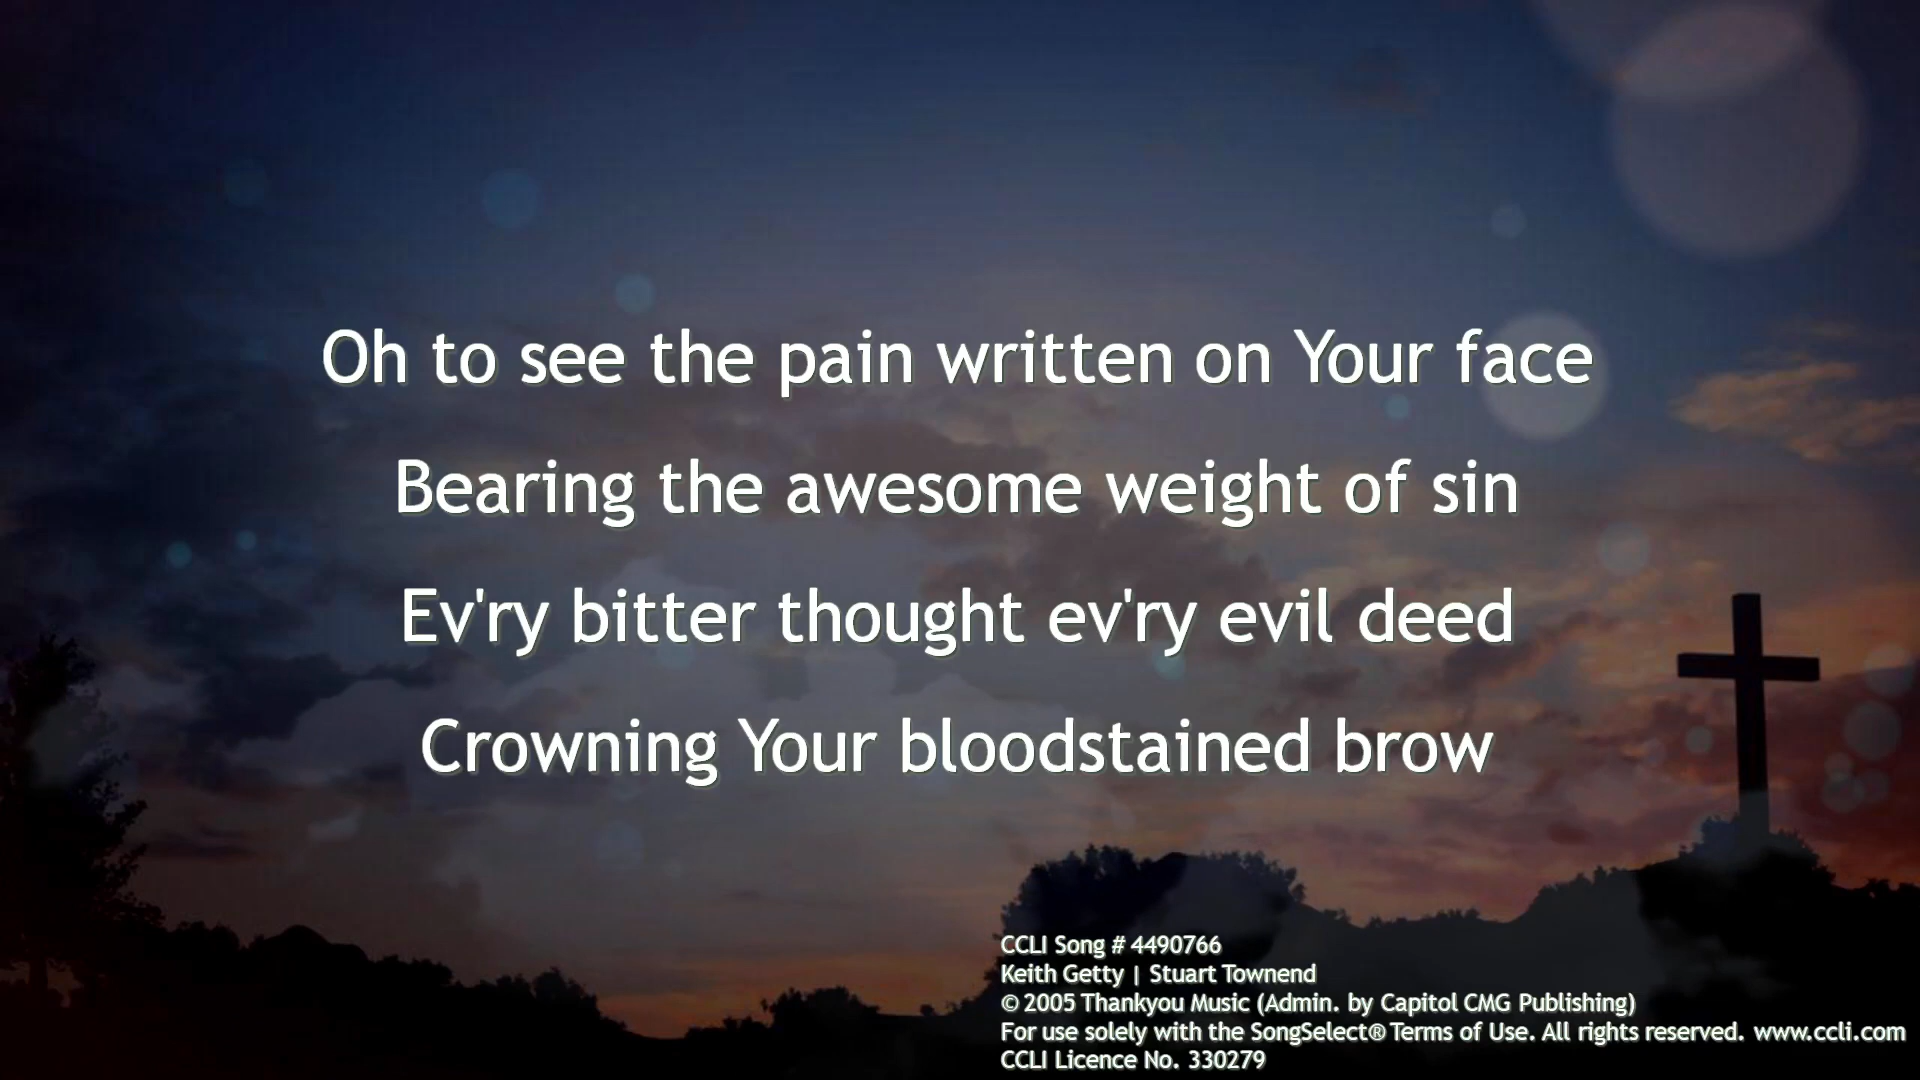 Oh to see the pain written on Your face
Bearing the awesome weight of sin
Ev'ry bitter thought ev'ry evil deed
Crowning Your bloodstained brow
CCLI Song # 4490766
Keith Getty | Stuart Townend
© 2005 Thankyou Music (Admin. by Capitol CMG Publishing)
For use solely with the SongSelect® Terms of Use. All rights reserved. www.ccli.com
CCLI Licence No. 330279